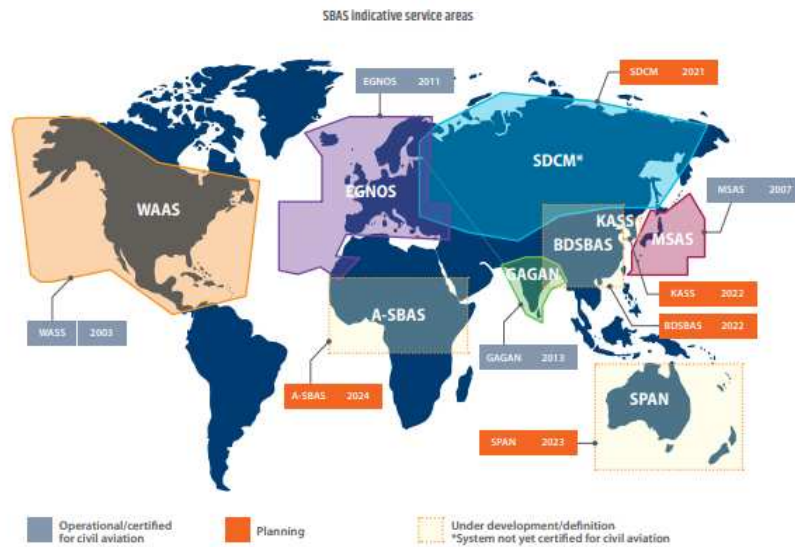 SBAS indicative service areas
EGNOS 2011
SDCM 2021
WAAS
EGNOS
SDCM*
MSAS 2007
KASS
MSAS
BDSBAS
GAGAN
A-SBAS
KASS 2022
BDSBAS 2022
WASS 2003
GAGAN 2013
A-SBAS 2024
SPAN
SPAN 2023
Operational/certified
for civil aviation
Planning
Under development/definition
*System not yet certified for civil aviation